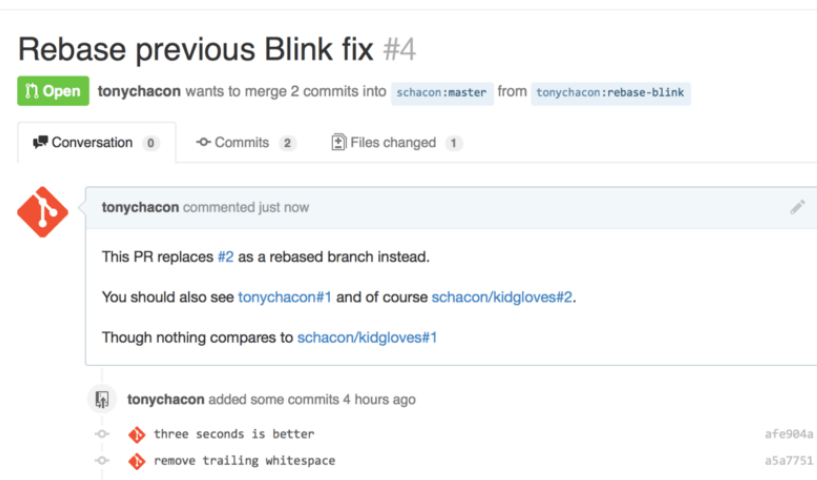 Rebase previous Blink fix #4
Open tonychacon wants to merge 2 commits into schacon:master from tonychacon:rebase-blink
Conversation 0 Commits 2 Files changed 1
tonychacon commented just now
This PR replaces #2 as a rebased branch instead.
You should also see tonychacon#1 and of course schacon/kidgloves#2.
Though nothing compares to schacon/kidgloves#1
tonychacon added some commits 4 hours ago
three seconds is better afe904a
remove trailing whitespace a5a7751